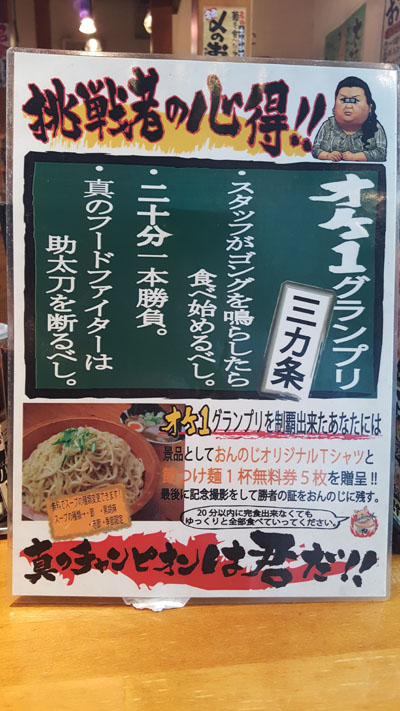 挑戦者の心得!!
オケ1グランプリ
三カ条
・スタッフがゴングを鳴らしたら
食べ始めるべし。
・二十分一本勝負。
・真のフードファイターは
助太刀を断るべし。
オケ1グランプリを制覇出来たあなたには
景品としておんのじオリジナルTシャツと
つけ麺1杯無料券5枚を贈呈!!
最後に記念撮影をして勝者の証をおんのじに残す。
20分以内に完食出来なくても
ゆっくりと全部食べていってください。
真のチャンピオンは君だ!!